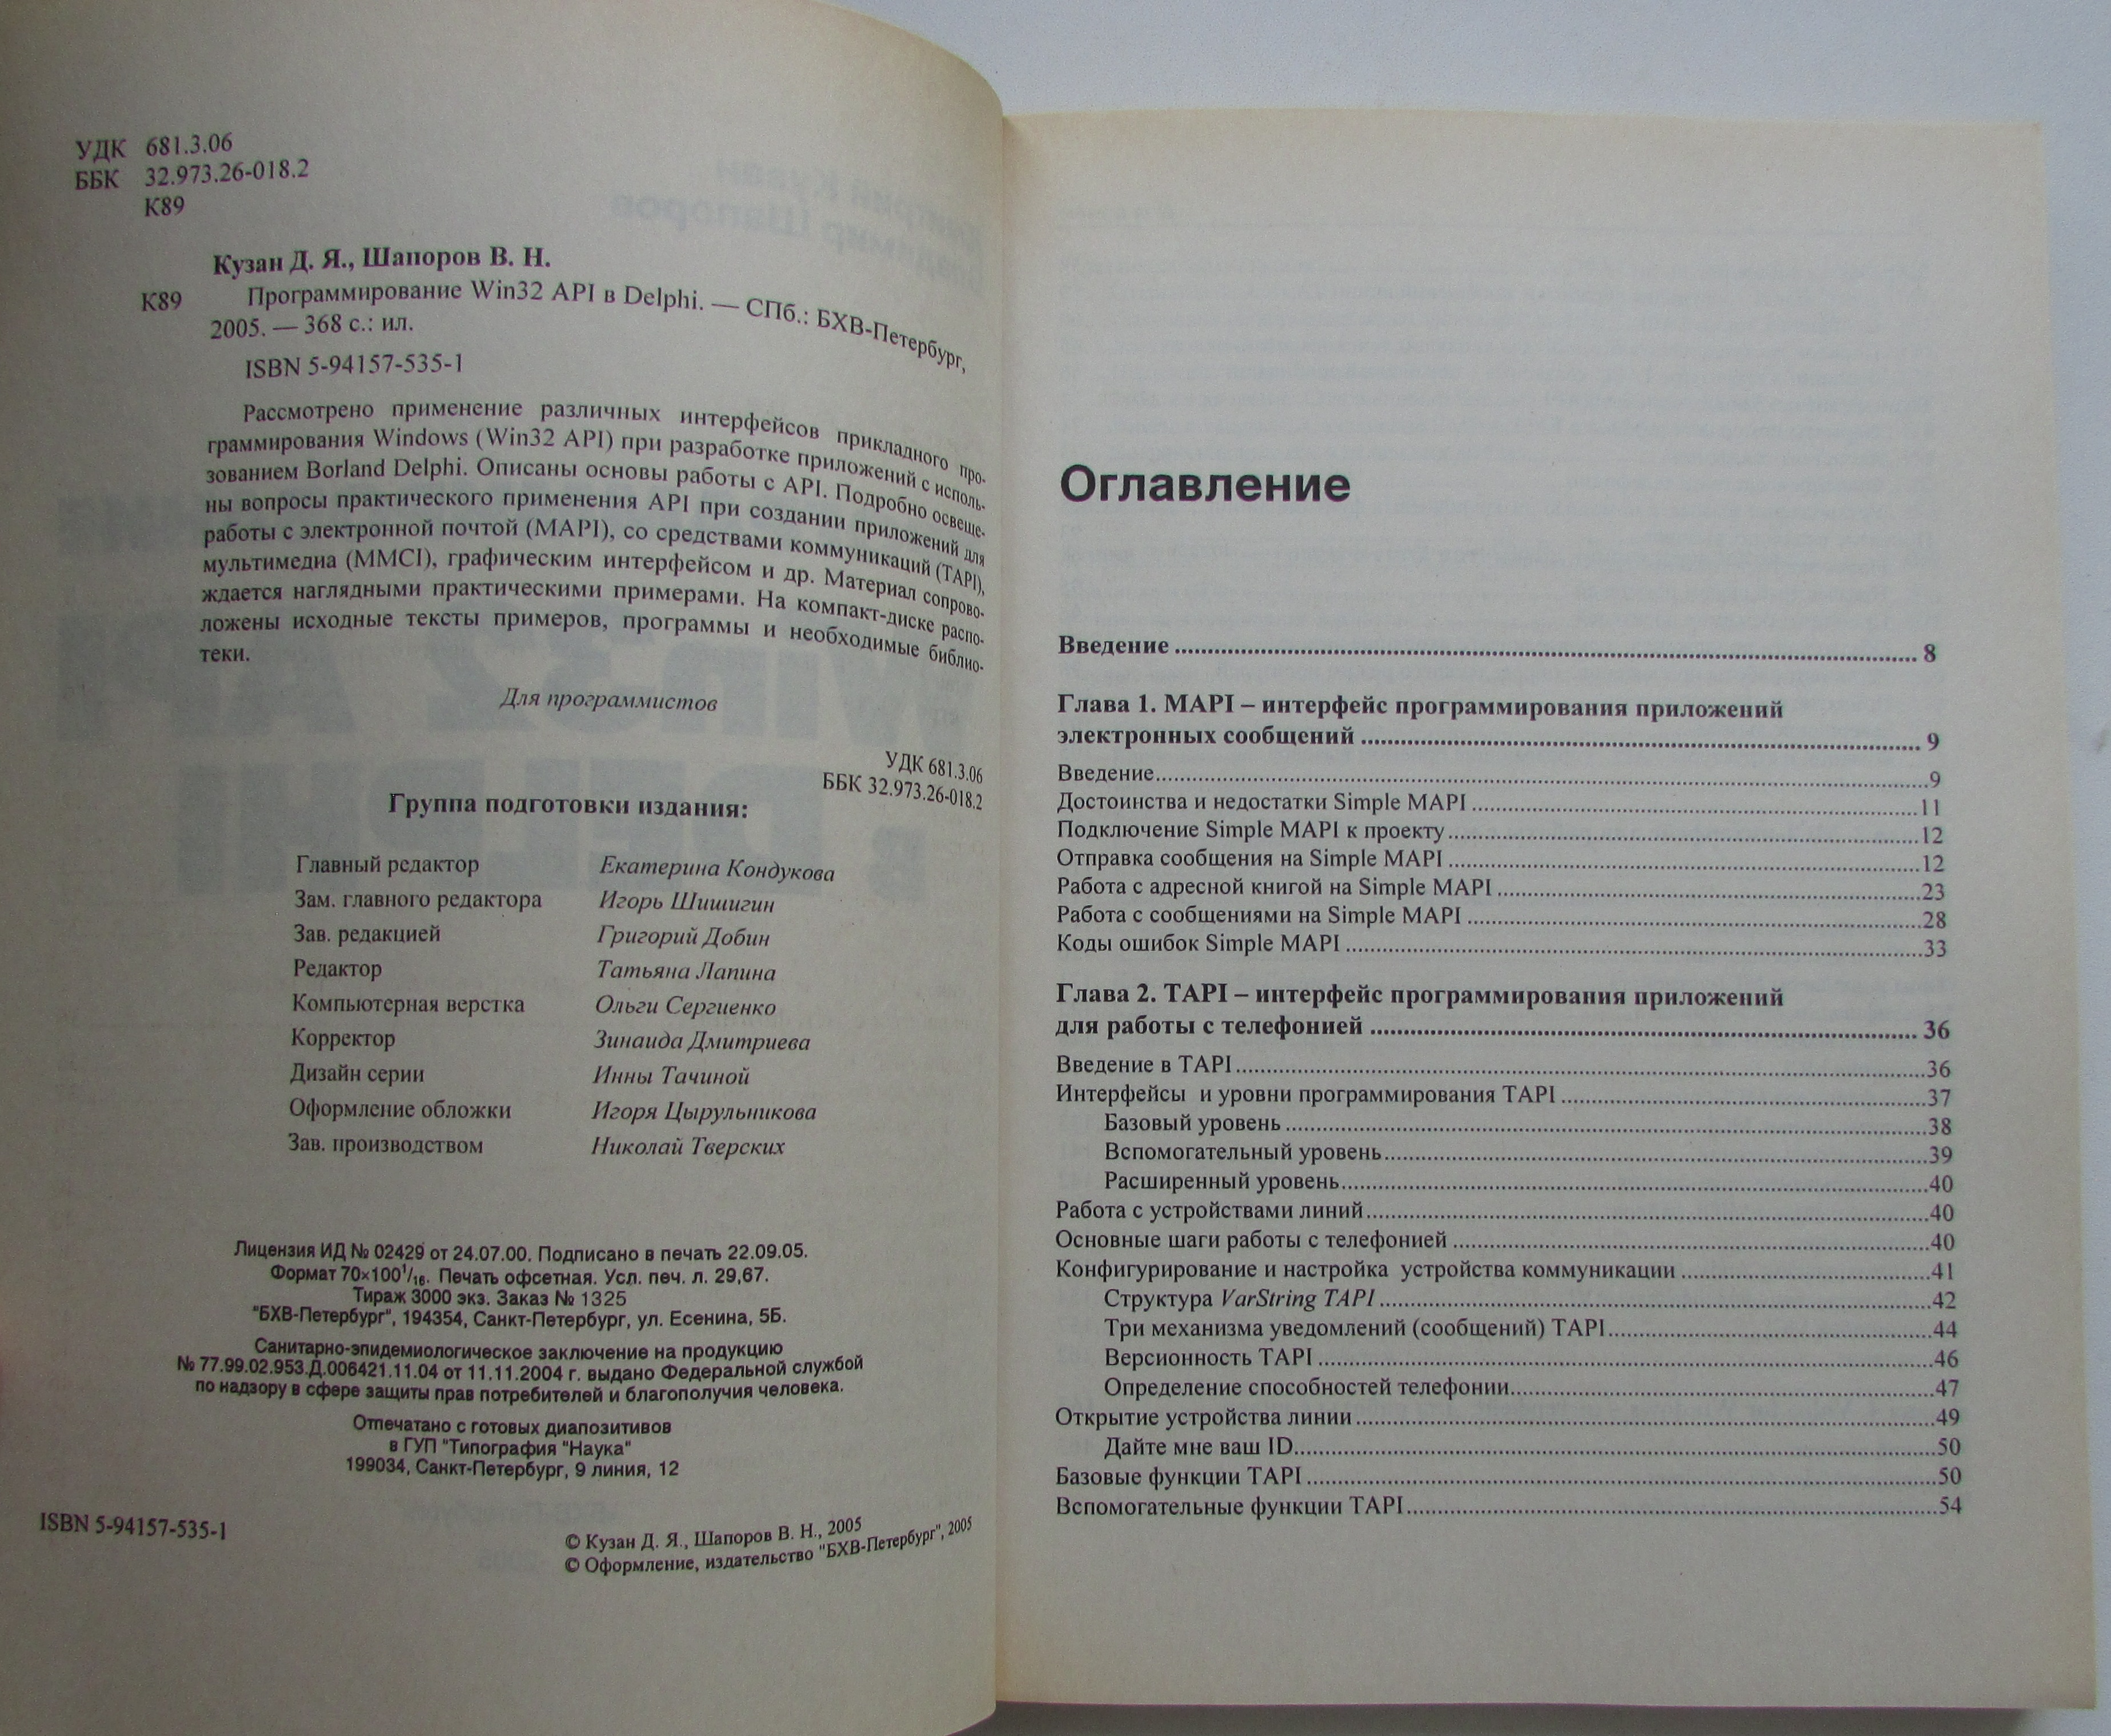 УДК 681.3.06
ББК 32.973.26-018.2
К89
Кузан Д. Я., Шапоров В. Н.
К89 Программирование Win32 API в Delphi. — СПб.: БХВ-Петербург,
2005. — 368 с.: ил.
ISBN 5-94157-535-1
Рассмотрено применение различных интерфейсов прикладного про-
граммирования Windows (Win32 API) при разработке приложений с исполь-
зованием Borland Delphi. Описаны основы работы с API. Подробно освеще-
ны вопросы практического применения API при создании приложений для
работы с электронной почтой (MAPI), со средствами коммуникаций (TAPI),
мультимедиа (MMCI), графическим интерфейсом и др. Материал сопрово-
ждается наглядными практическими примерами. На компакт-диске распо-
ложены исходные тексты примеров, программы и необходимые библио-
теки.
Для программистов
УДК 681.3.06
ББК 32.973.26-018.2
Группа подготовки издания:
Главный редактор Екатерина Кондукова
Зам. главного редактора Игорь Шишигин
Зав. редакцией Григорий Добин
Редактор Татьяна Лапина
Компьютерная верстка Ольги Сергиенко
Корректор Зинаида Дмитриева
Дизайн серии Инны Тачиной
Оформление обложки Игоря Цырульникова
Зав. производством Николай Тверских
Лицензия ИД № 02429 от 24.07.00. Подписано в печать 22.09.05.
Формат 70×100 1/16. Печать офсетная. Усл. печ. л. 29,67.
Тираж 3000 экз. Заказ № 1325
"БХВ-Петербург", 194354, Санкт-Петербург, ул. Есенина, 5Б.
Санитарно-эпидемиологическое заключение на продукцию
№ 77.99.02.953.Д.006421.11.04 от 11.11.2004 г. выдано Федеральной службой
по надзору в сфере защиты прав потребителей и благополучия человека.
Отпечатано с готовых диапозитивов
в ГУП "Типография "Наука"
199034, Санкт-Петербург, 9 линия, 12
ISBN 5-94157-535-1
© Кузан Д. Я., Шапоров В. Н., 2005
© Оформление, издательство "БХВ-Петербург", 2005
Оглавление
Введение ........ 8
Глава 1. MAPI – интерфейс программирования приложений
электронных сообщений ........ 9
Введение ........ 9
Достоинства и недостатки Simple MAPI ........ 11
Подключение Simple MAPI к проекту ........ 12
Отправка сообщения на Simple MAPI ........ 12
Работа с адресной книгой на Simple MAPI ........ 23
Работа с сообщениями на Simple MAPI ........ 28
Коды ошибок Simple MAPI ........ 33
Глава 2. TAPI – интерфейс программирования приложений
для работы с телефонией ........ 36
Введение в TAPI ........ 36
Интерфейсы и уровни программирования TAPI ........ 37
Базовый уровень ........ 38
Вспомогательный уровень ........ 39
Расширенный уровень ........ 40
Работа с устройствами линий ........ 40
Основные шаги работы с телефонией ........ 40
Конфигурирование и настройка устройства коммуникации ........ 41
Структура VarString TAPI ........ 42
Три механизма уведомлений (сообщений) TAPI ........ 44
Версионность TAPI ........ 46
Определение способностей телефонии ........ 47
Открытие устройства линии ........ 49
Дайте мне ваш ID ........ 50
Базовые функции TAPI ........ 50
Вспомогательные функции TAPI ........ 54